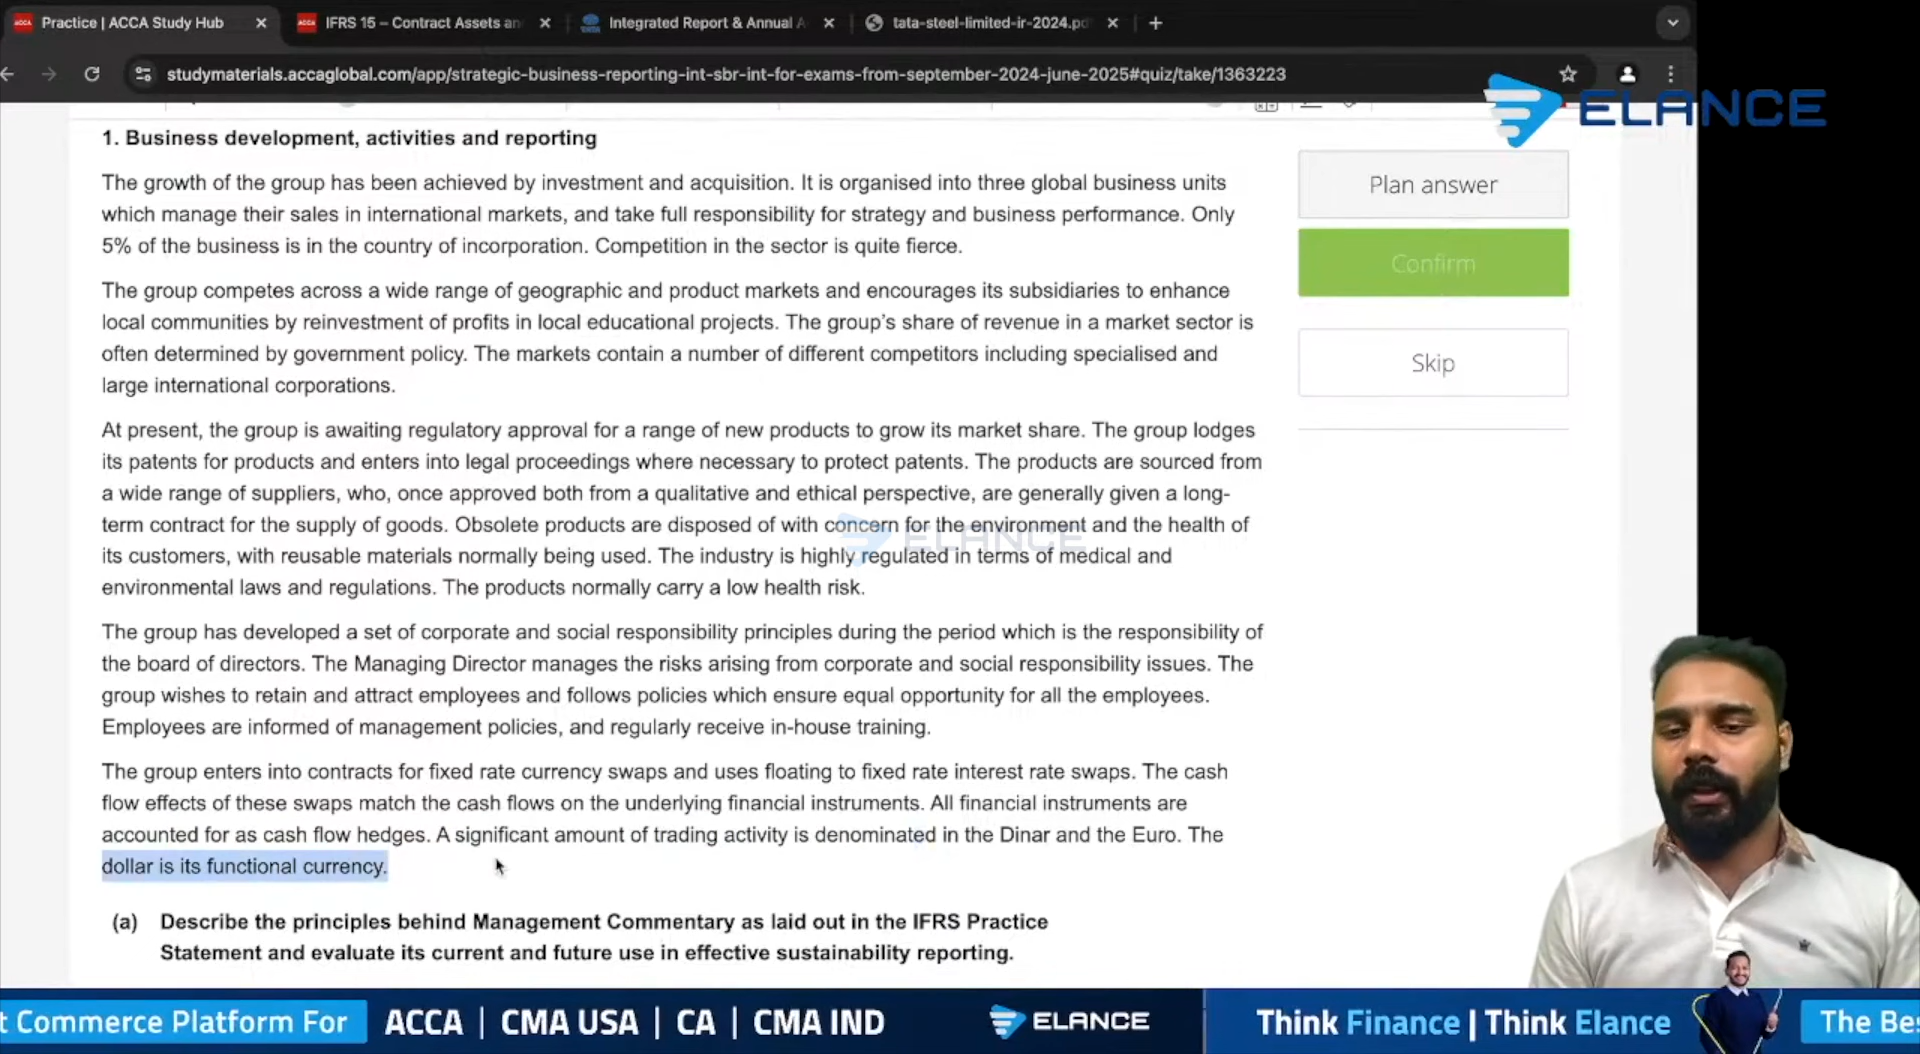 Practice | ACCA Study Hub
IFRS 15 – Contract Assets an
Integrated Report & Annual A
tata-steel-limited-ir-2024.pd
studymaterials.accaglobal.com/app/strategic-business-reporting-int-sbr-int-for-exams-from-september-2024-june-2025#quiz/take/1363223
ELANCE
1. Business development, activities and reporting
The growth of the group has been achieved by investment and acquisition. It is organised into three global business units
which manage their sales in international markets, and take full responsibility for strategy and business performance. Only
5% of the business is in the country of incorporation. Competition in the sector is quite fierce.
The group competes across a wide range of geographic and product markets and encourages its subsidiaries to enhance
local communities by reinvestment of profits in local educational projects. The group's share of revenue in a market sector is
often determined by government policy. The markets contain a number of different competitors including specialised and
large international corporations.
At present, the group is awaiting regulatory approval for a range of new products to grow its market share. The group lodges
its patents for products and enters into legal proceedings where necessary to protect patents. The products are sourced from
a wide range of suppliers, who, once approved both from a qualitative and ethical perspective, are generally given a long-
term contract for the supply of goods. Obsolete products are disposed of with concern for the environment and the health of
its customers, with reusable materials normally being used. The industry is highly regulated in terms of medical and
environmental laws and regulations. The products normally carry a low health risk.
The group has developed a set of corporate and social responsibility principles during the period which is the responsibility of
the board of directors. The Managing Director manages the risks arising from corporate and social responsibility issues. The
group wishes to retain and attract employees and follows policies which ensure equal opportunity for all the employees.
Employees are informed of management policies, and regularly receive in-house training.
The group enters into contracts for fixed rate currency swaps and uses floating to fixed rate interest rate swaps. The cash
flow effects of these swaps match the cash flows on the underlying financial instruments. All financial instruments are
accounted for as cash flow hedges. A significant amount of trading activity is denominated in the Dinar and the Euro. The
dollar is its functional currency.
(a) Describe the principles behind Management Commentary as laid out in the IFRS Practice
Statement and evaluate its current and future use in effective sustainability reporting.
Plan answer
Confirm
Skip
ELANCE
t Commerce Platform For
ACCA | CMA USA | CA | CMA IND
ELANCE
Think Finance | Think Elance
The Bes